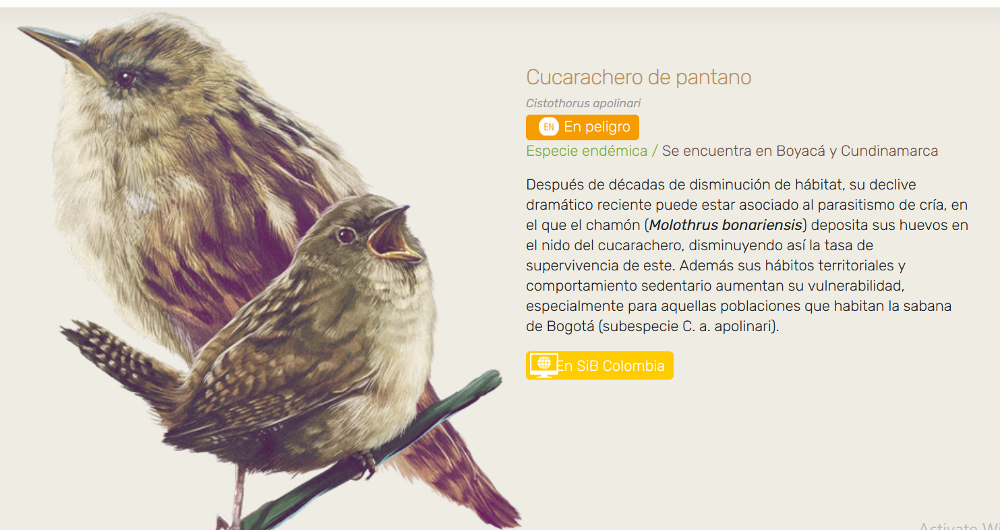 Cucarachero de pantano
Cistothorus apolinari
EN En peligro
Especie endémica / Se encuentra en Boyacá y Cundinamarca
Después de décadas de disminución de hábitat, su declive
dramático reciente puede estar asociado al parasitismo de cría, en
el que el chamón (Molothrus bonariensis) deposita sus huevos en
el nido del cucarachero, disminuyendo así la tasa de
supervivencia de este. Además sus hábitos territoriales y
comportamiento sedentario aumentan su vulnerabilidad,
especialmente para aquellas poblaciones que habitan la sabana
de Bogotá (subespecie C. a. apolinari).
En SiB Colombia
Activate Wi